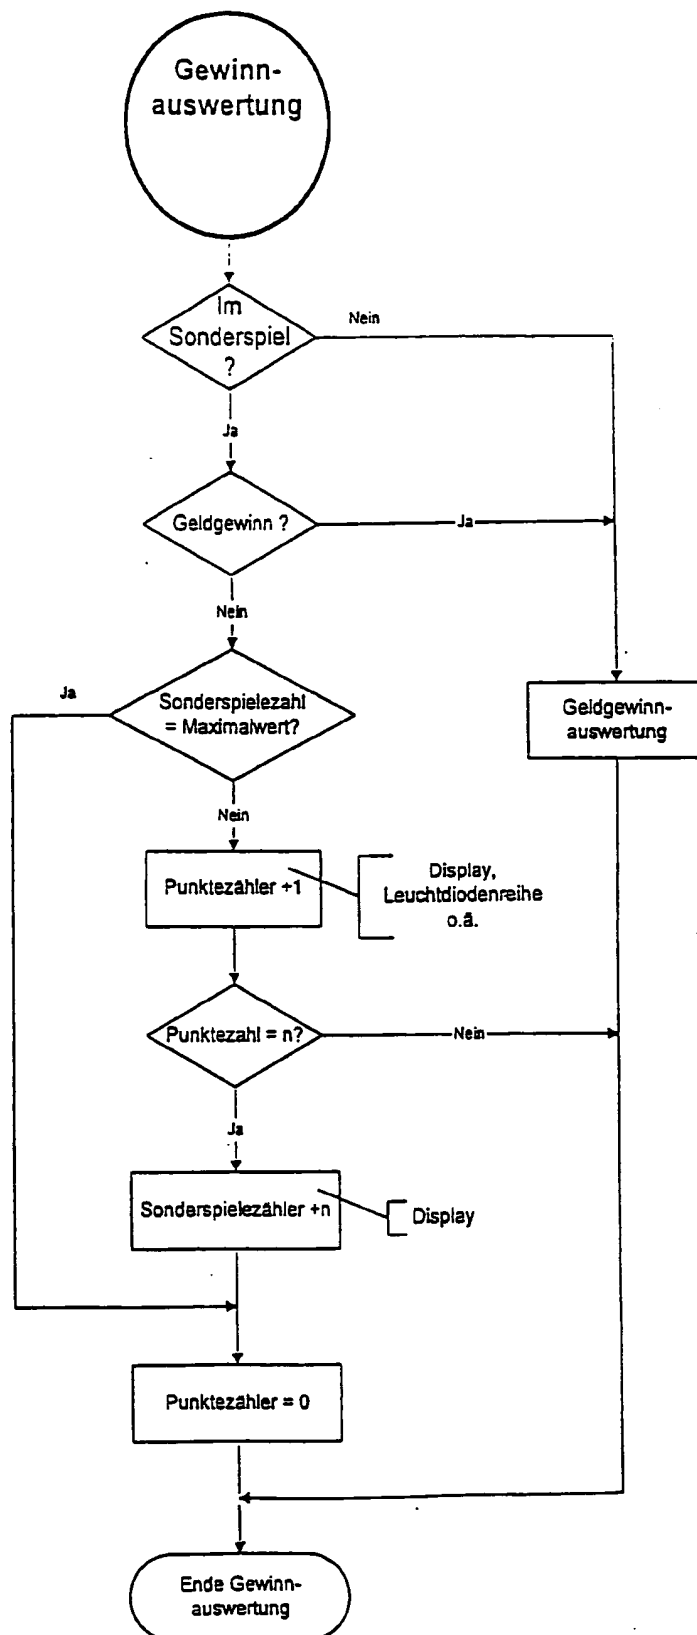 Gewinn-
auswertung
Im
Sonderspiel
?
Nein
Ja
Geldgewinn ?
Ja
Nein
Ja
Sonderspielezahl
= Maximalwert?
Geldgewinn-
auswertung
Nein
Punktezähler +1
Display,
Leuchtdiodenreihe
o.ä.
Punktezahl = n?
Nein
Ja
Sonderspielezähler +n
Display
Punktezähler = 0
Ende Gewinn-
auswertung